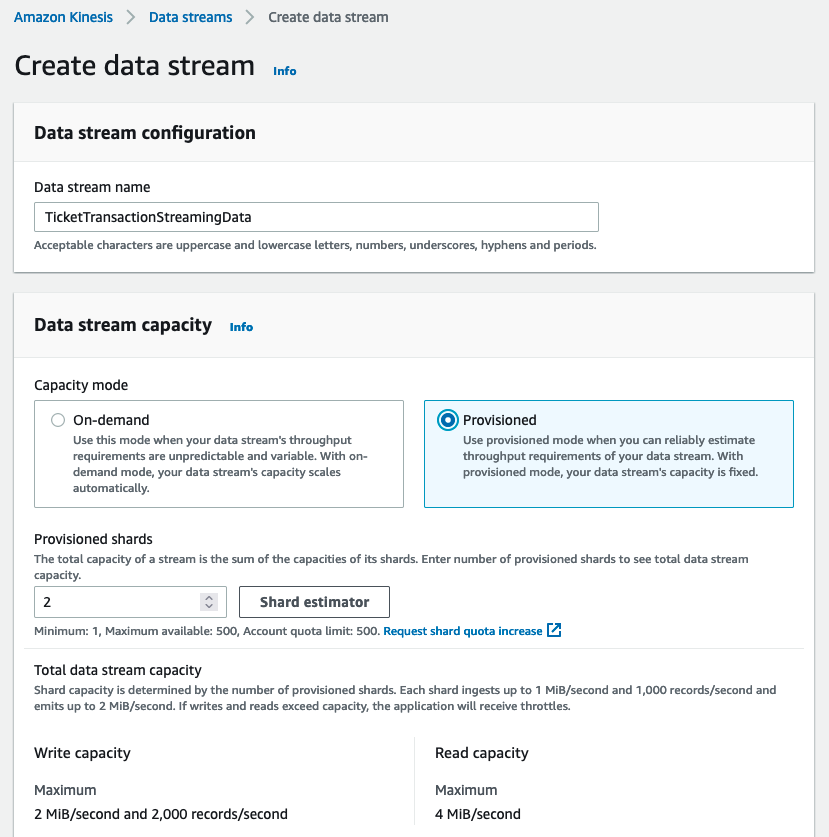 Amazon Kinesis > Data streams > Create data stream
Create data stream Info
Data stream configuration
Data stream name
TicketTransactionStreamingData
Acceptable characters are uppercase and lowercase letters, numbers, underscores, hyphens and periods.
Data stream capacity Info
Capacity mode
On-demand
Use this mode when your data stream's throughput
requirements are unpredictable and variable. With on-
demand mode, your data stream's capacity scales
automatically.
Provisioned
Use provisioned mode when you can reliably estimate
throughput requirements of your data stream. With
provisioned mode, your data stream's capacity is fixed.
Provisioned shards
The total capacity of a stream is the sum of the capacities of its shards. Enter number of provisioned shards to see total data stream
capacity.
2 Shard estimator
Minimum: 1, Maximum available: 500, Account quota limit: 500. Request shard quota increase
Total data stream capacity
Shard capacity is determined by the number of provisioned shards. Each shard ingests up to 1 MiB/second and 1,000 records/second and
emits up to 2 MiB/second. If writes and reads exceed capacity, the application will receive throttles.
Write capacity
Maximum
2 MiB/second and 2,000 records/second
Read capacity
Maximum
4 MiB/second